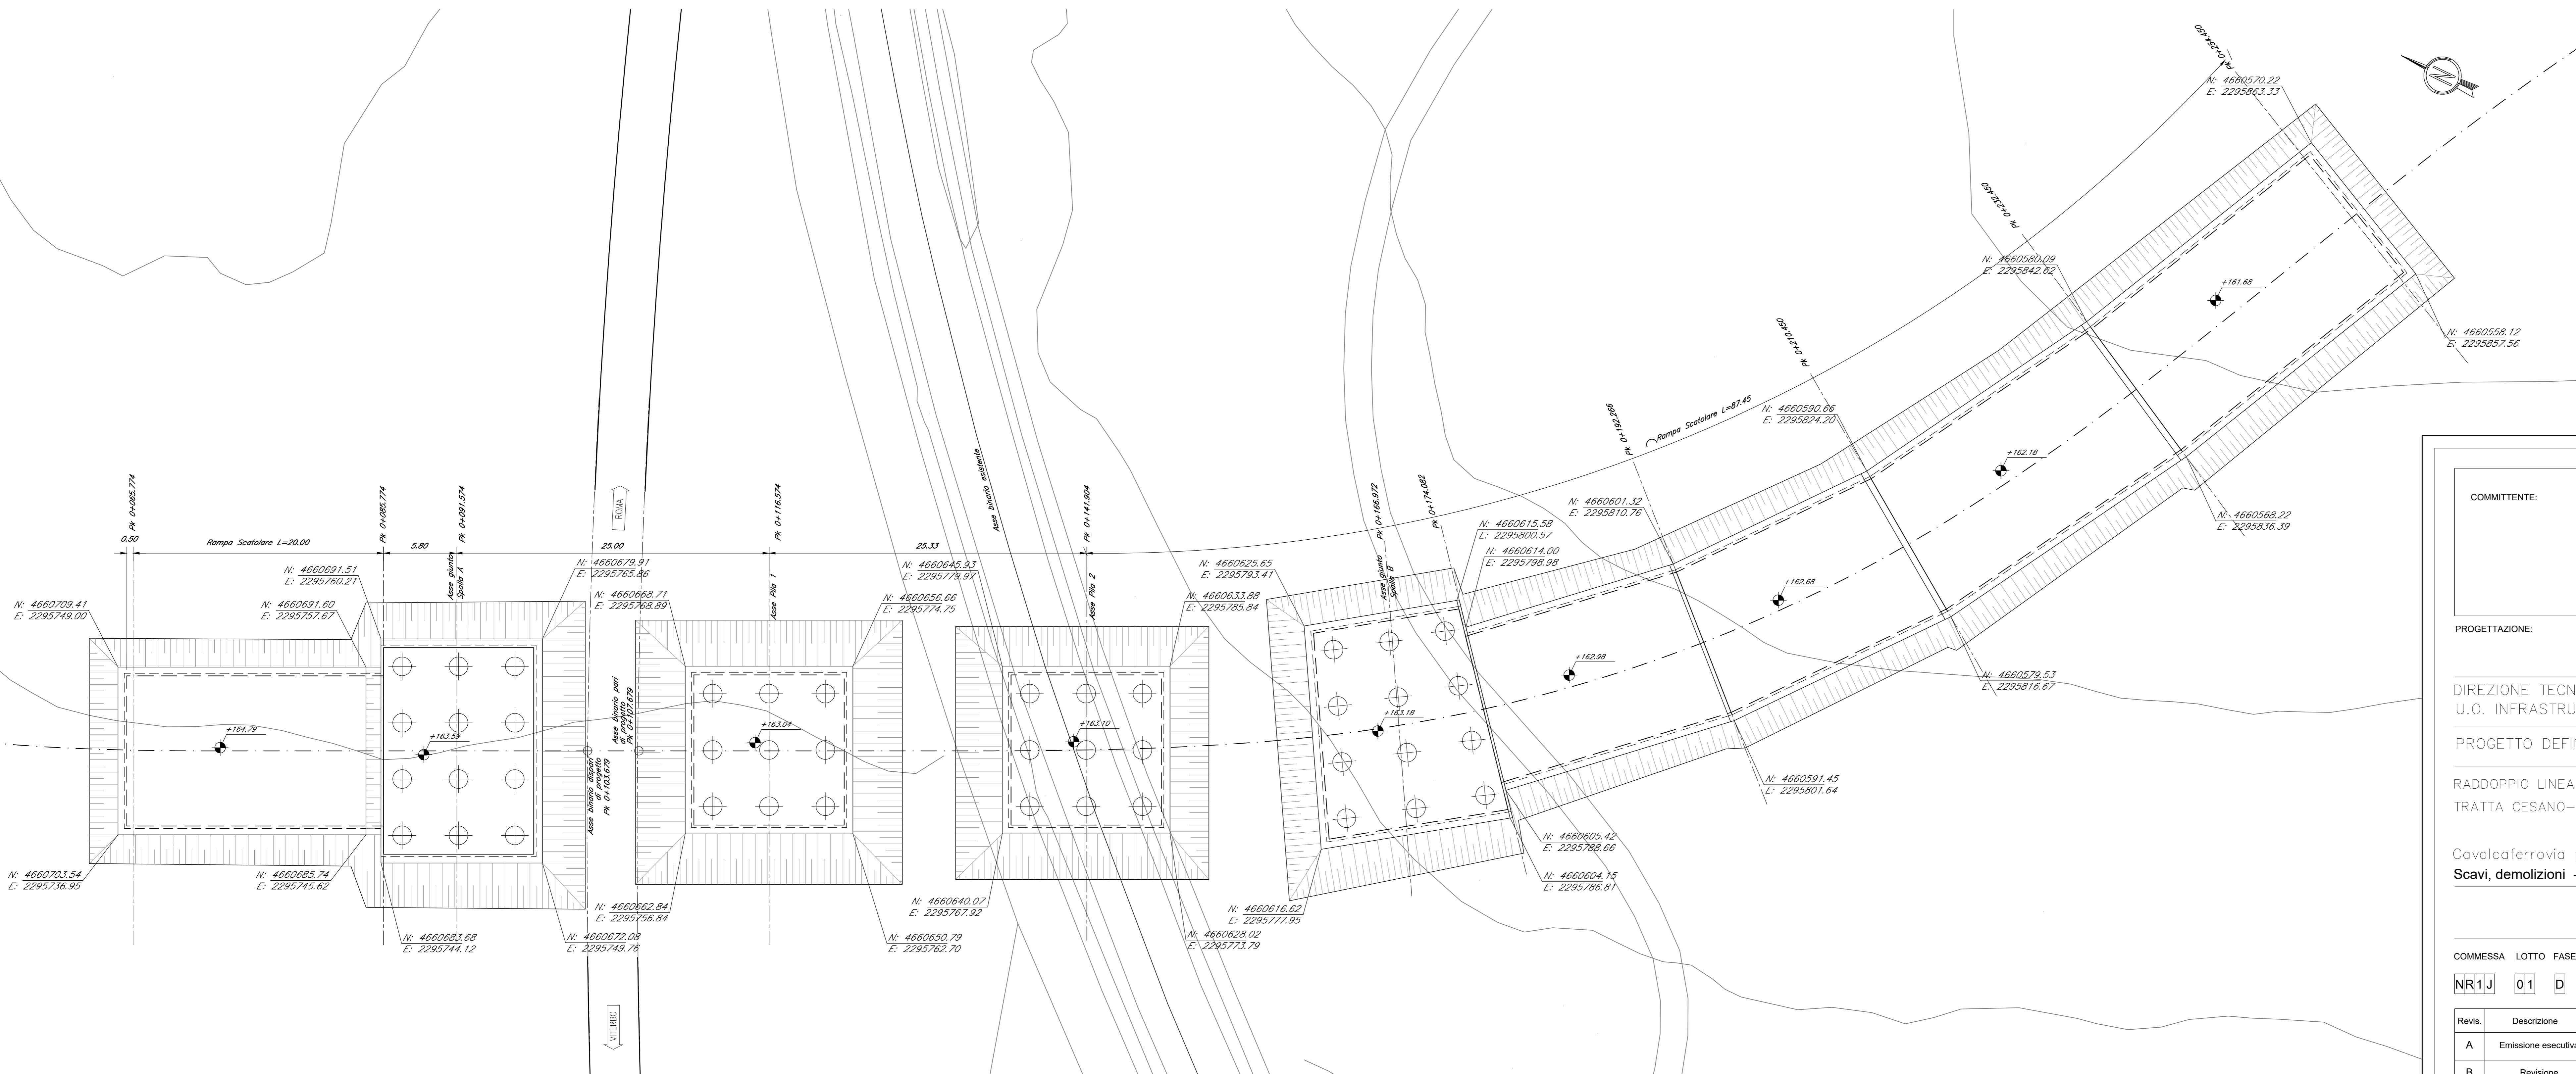 Pk 0+254.450
N: 4660570.22
E: 2295863.33
Pk 0+232.450
N: 4660580.09
E: 2295842.62
+161.68
N: 4660558.12
E: 2295857.56
Pk 0+210.450
Rampa Scatolare L=87.45
N: 4660590.66
E: 2295824.20
Pk 0+192.266
+162.18
N: 4660568.22
E: 2295836.39
N: 4660601.32
E: 2295810.76
Pk 0+174.082
Pk 0+166.972
Asse giunto
Spalla B
N: 4660615.58
E: 2295800.57
N: 4660614.00
E: 2295798.98
+162.68
+162.98
N: 4660579.53
E: 2295816.67
ROMA
Asse binario esistente
0.50
Pk 0+065.774
Rampa Scatolare L=20.00
Pk 0+085.774
5.80
Asse giunto
Spalla A
Pk 0+091.574
25.00
Pk 0+116.574
Asse Pila 1
25.33
Pk 0+141.904
Asse Pila 2
N: 4660709.41
E: 2295749.00
N: 4660691.51
E: 2295760.21
N: 4660691.60
E: 2295757.67
N: 4660679.91
E: 2295765.86
N: 4660668.71
E: 2295768.89
N: 4660656.66
E: 2295774.75
N: 4660645.93
E: 2295779.97
N: 4660633.88
E: 2295785.84
N: 4660625.65
E: 2295793.41
+164.79
+163.59
Asse binario pari
di progetto
Pk 0+107.679
Asse binario dispari
di progetto
Pk 0+103.679
+163.04
+163.10
+163.18
N: 4660591.45
E: 2295801.64
N: 4660605.42
E: 2295788.66
N: 4660604.15
E: 2295786.81
N: 4660703.54
E: 2295736.95
N: 4660685.74
E: 2295745.62
N: 4660683.68
E: 2295744.12
N: 4660672.08
E: 2295749.76
N: 4660662.84
E: 2295756.84
N: 4660650.79
E: 2295762.70
N: 4660640.07
E: 2295767.92
N: 4660628.02
E: 2295773.79
N: 4660616.62
E: 2295777.95
VITERBO
COMMITTENTE:
PROGETTAZIONE:
DIREZIONE TECN
U.O. INFRASTRU
PROGETTO DEFI
RADDOPPIO LINEA
TRATTA CESANO-
Cavalcaferrovia
Scavi, demolizioni -
COMMESSA LOTTO FASE
NR1J 01 D
Revis. Descrizione
A Emissione esecutiva
B Revisione